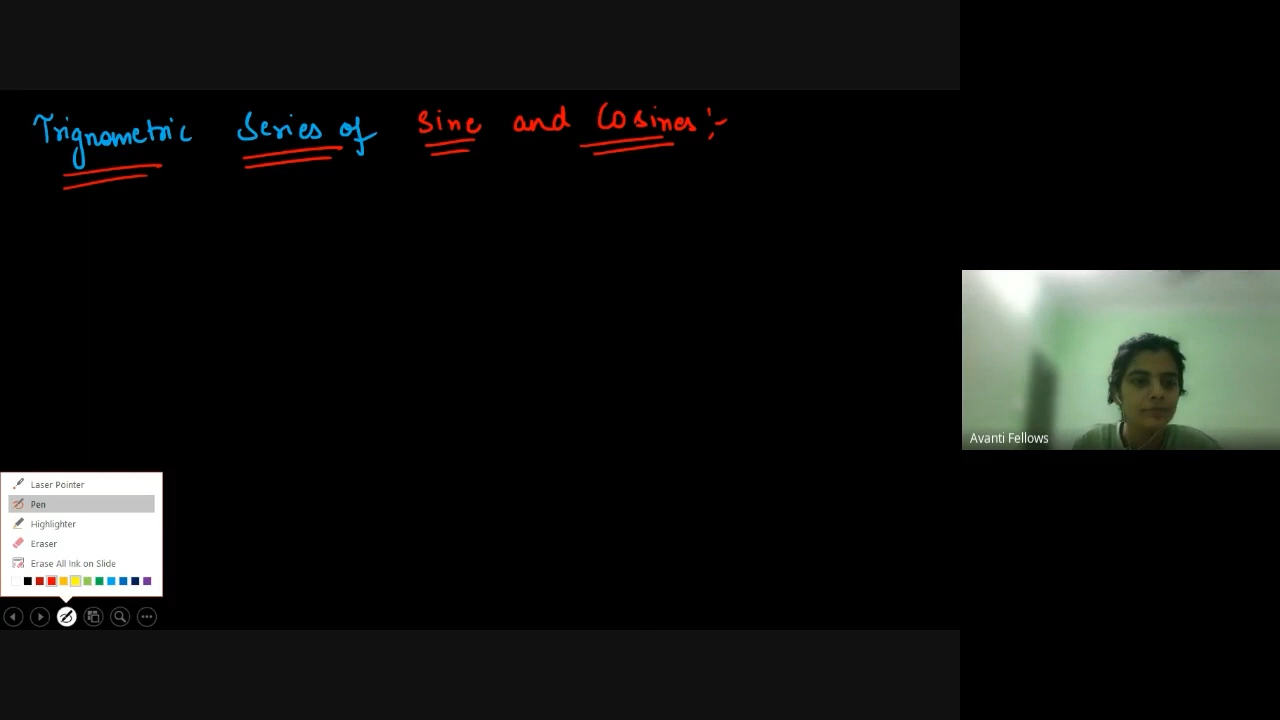 Trignometric Series of Sine and Cosines :-
Avanti Fellows
Laser Pointer
Pen
Highlighter
Eraser
Erase All Ink on Slide